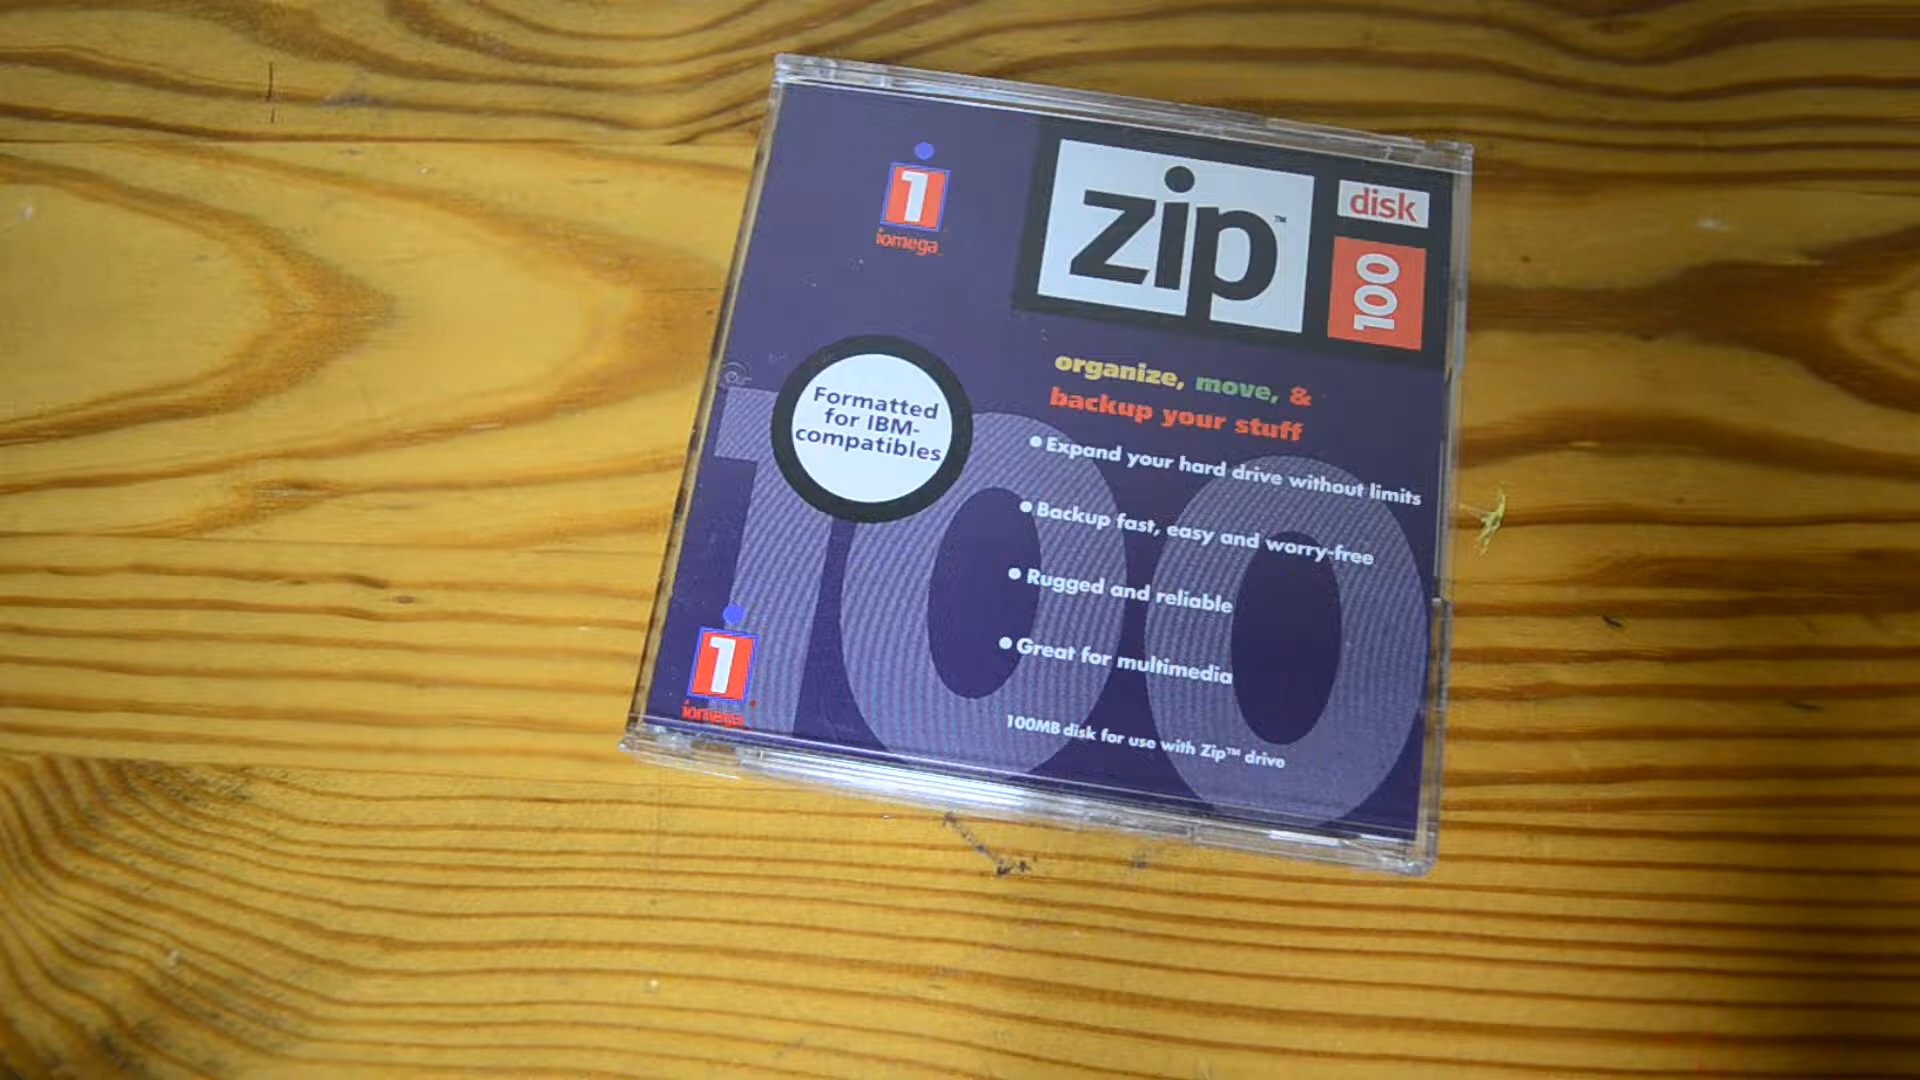 iomega
zip™
disk
100
organize, move, &
backup your stuff
Formatted
for IBM-
compatibles
• Expand your hard drive without limits
• Backup fast, easy and worry-free
• Rugged and reliable
• Great for multimedia
100
iomega
100MB disk for use with Zip™ drive